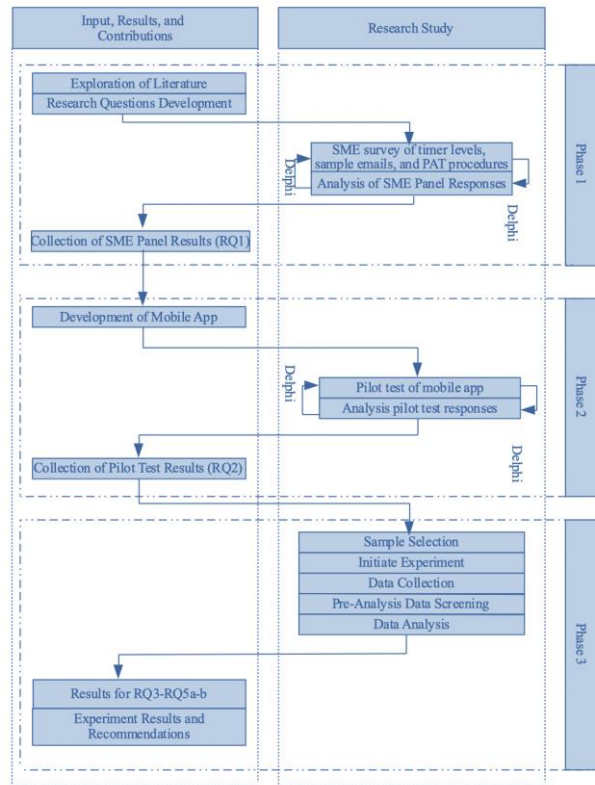 Input, Results, and
Contributions
Research Study
Exploration of Literature
Research Questions Development
SME survey of timer levels,
sample emails, and PAT procedures
Analysis of SME Panel Responses
Delphi
Delphi
Collection of SME Panel Results (RQ1)
Phase 1
Development of Mobile App
Pilot test of mobile app
Analysis pilot test responses
Delphi
Delphi
Collection of Pilot Test Results (RQ2)
Phase 2
Sample Selection
Initiate Experiment
Data Collection
Pre-Analysis Data Screening
Data Analysis
Results for RQ3-RQ5a-b
Experiment Results and
Recommendations
Phase 3